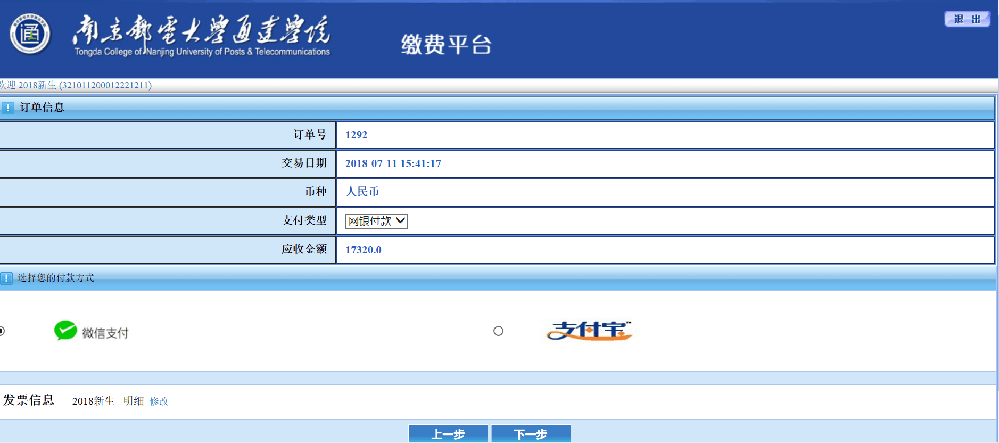 通
南京邮电大学通达学院
Tongda College of Nanjing University of Posts & Telecommunications
缴费平台
退 出
欢迎 2018新生 (321011200012221211)
订单信息
订单号 1292
交易日期 2018-07-11 15:41:17
币种 人民币
支付类型 网银付款
应收金额 17320.0
选择您的付款方式
微信支付 支付宝™
发票信息 2018新生 明细 修改
上一步 下一步